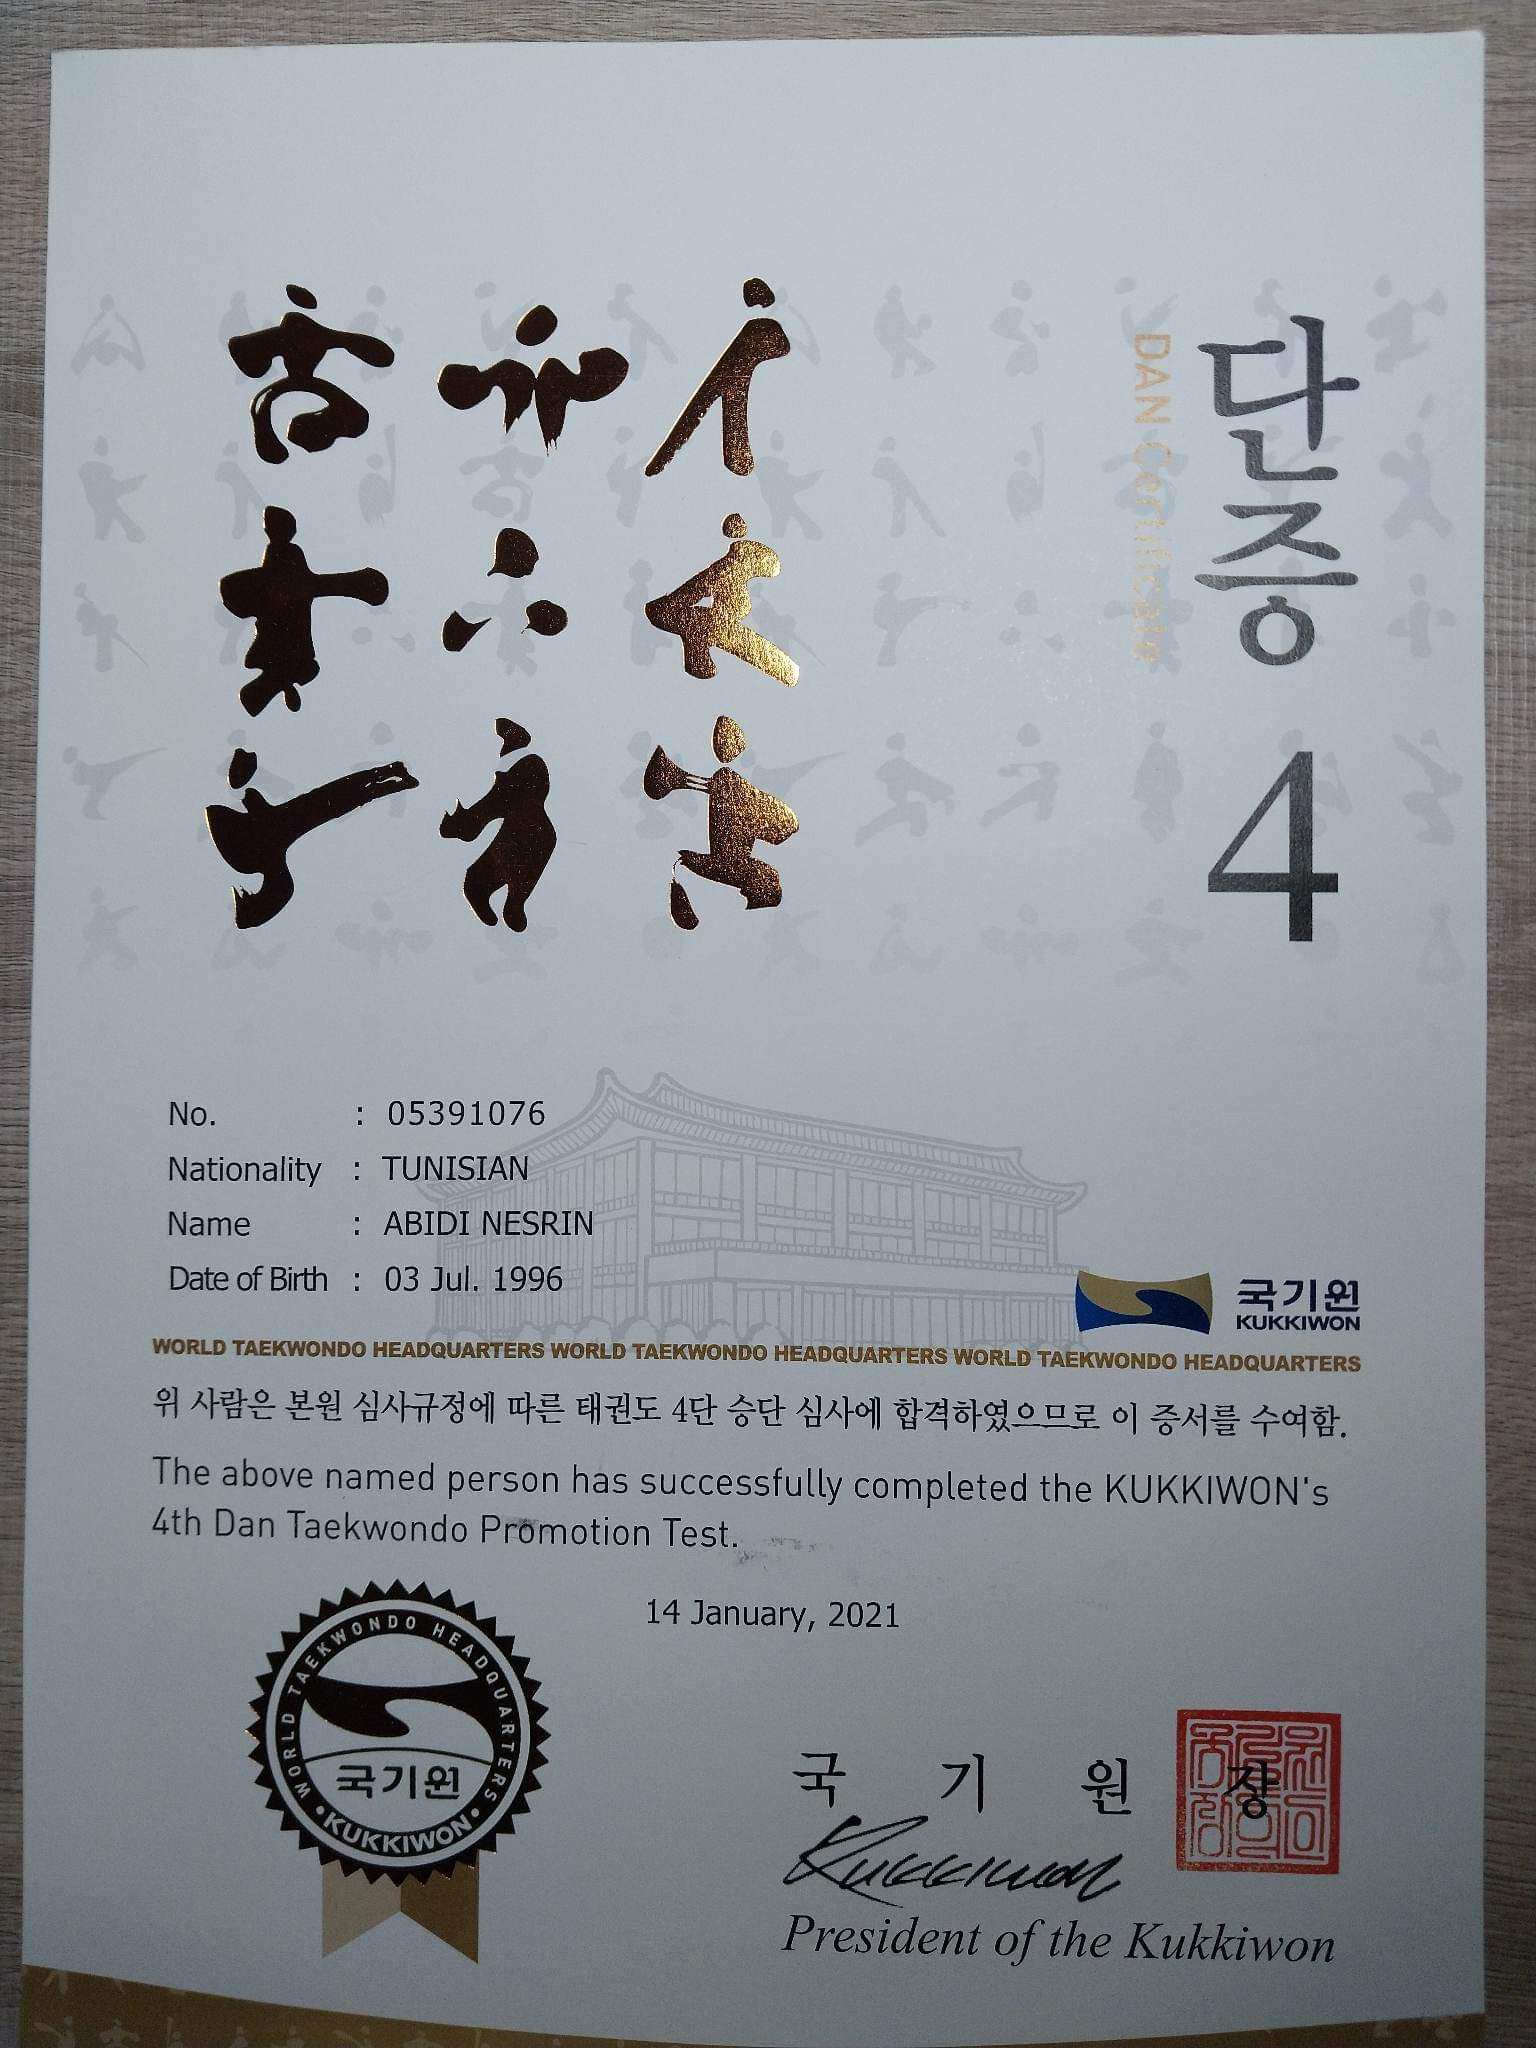 단증 4
DAN Certificate
No. : 05391076
Nationality : TUNISIAN
Name : ABIDI NESRIN
Date of Birth : 03 Jul. 1996
국기원
KUKKIWON
WORLD TAEKWONDO HEADQUARTERS WORLD TAEKWONDO HEADQUARTERS WORLD TAEKWONDO HEADQUARTERS
위 사람은 본원 심사규정에 따른 태권도 4단 승단 심사에 합격하였으므로 이 증서를 수여함.
The above named person has successfully completed the KUKKIWON's
4th Dan Taekwondo Promotion Test.
14 January, 2021
WORLD TAEKWONDO HEADQUARTERS
국기원
KUKKIWON
국 기 원 장
Kukkiwon
President of the Kukkiwon